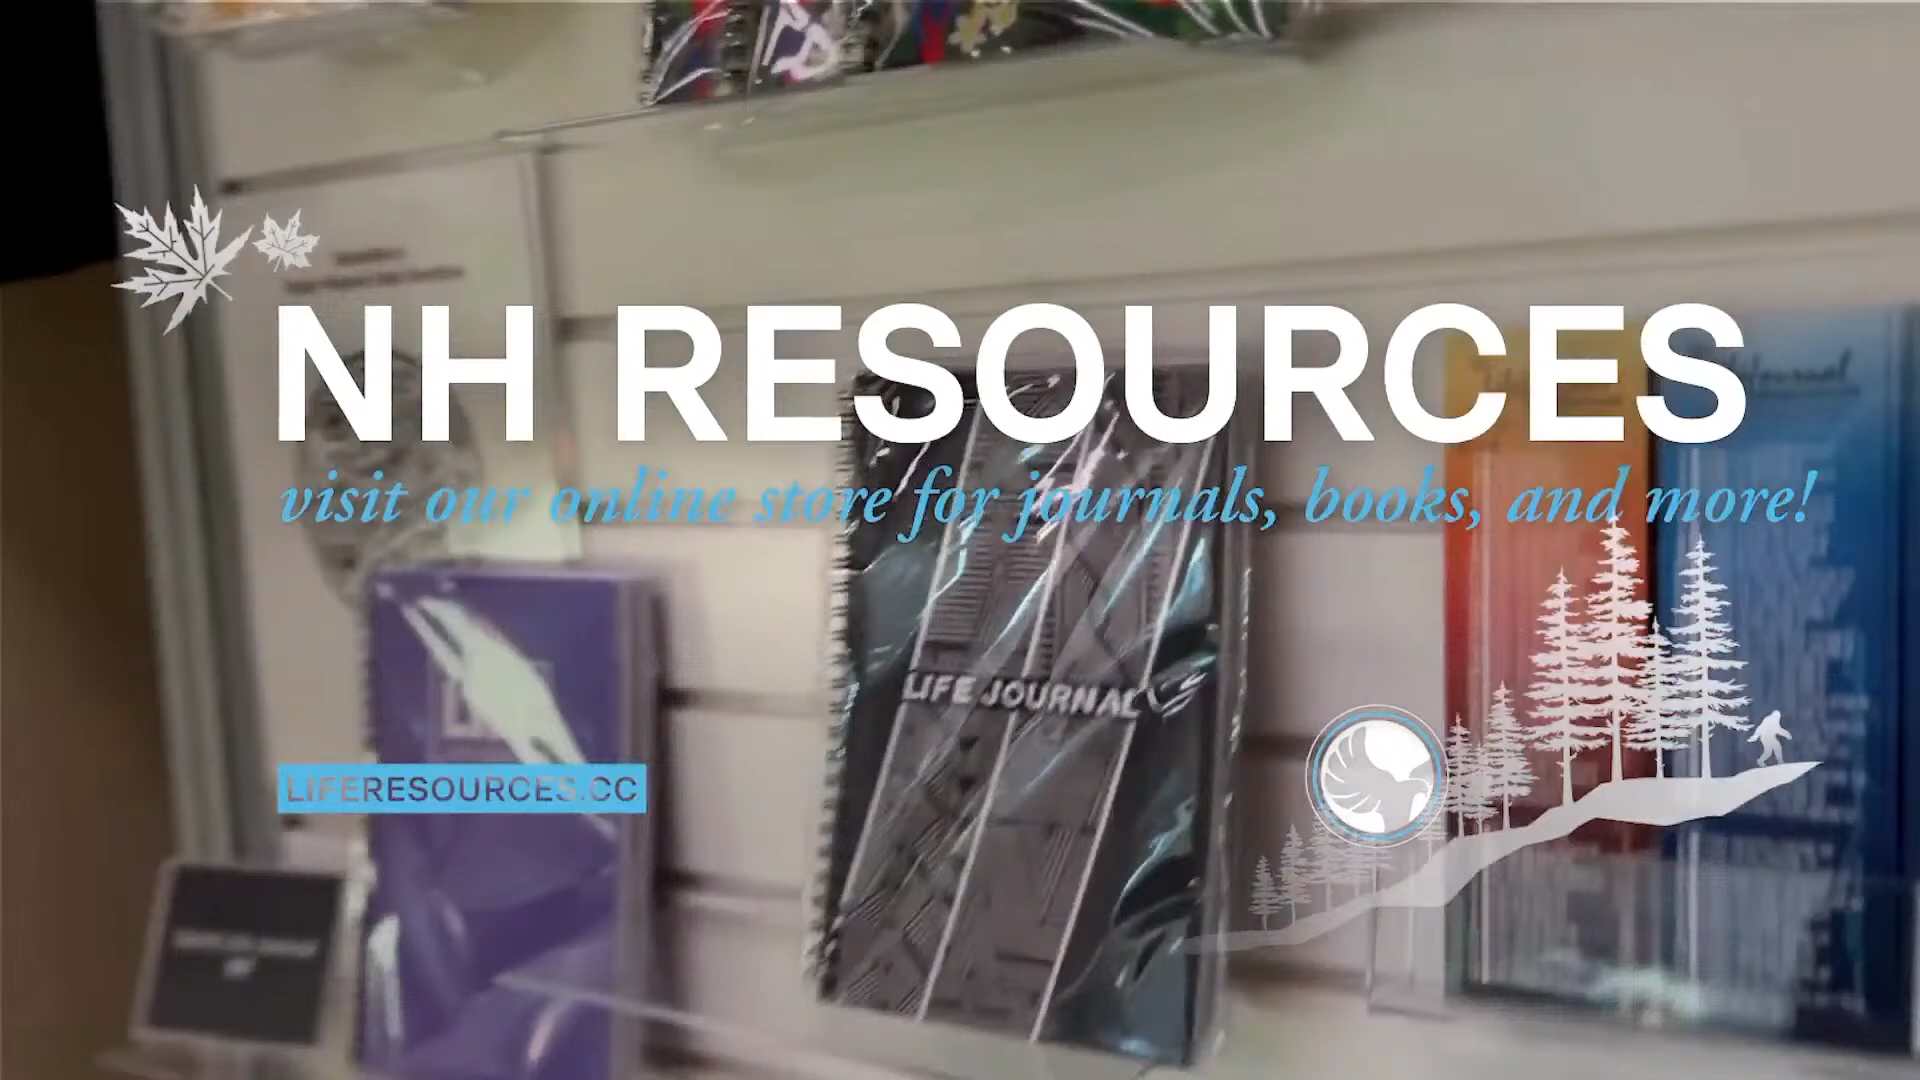 NH RESOURCES
visit our online store for journals, books, and more!
LIFE JOURNAL
LIFERESOURCES.CC